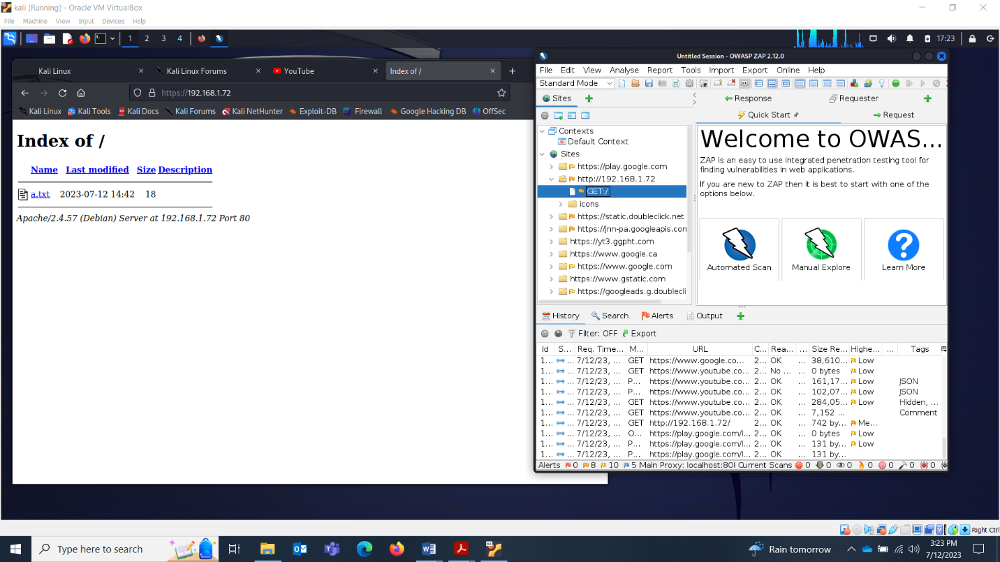 kali [Running] - Oracle VM VirtualBox
File Machine View Input Devices Help
1 2 3 4 17:23
Kali Linux Kali Linux Forums YouTube Index of /
https://192.168.1.72
Kali Linux Kali Tools Kali Docs Kali Forums Kali NetHunter Exploit-DB Firewall Google Hacking DB OffSec
Index of /
Name Last modified Size Description
a.txt 2023-07-12 14:42 18
Apache/2.4.57 (Debian) Server at 192.168.1.72 Port 80
Untitled Session - OWASP ZAP 2.12.0
File Edit View Analyse Report Tools Import Export Online Help
Standard Mode
Sites
Response Requester
Quick Start Request
Contexts
Default Context
Sites
https://play.google.com
http://192.168.1.72
GET:/
icons
https://static.doubleclick.net
https://jnn-pa.googleapis.com
https://yt3.ggpht.com
https://www.google.ca
https://www.google.com
https://www.gstatic.com
https://googleads.g.doublecli
Welcome to OWAS...
ZAP is an easy to use integrated penetration testing tool for
finding vulnerabilities in web applications.
If you are new to ZAP then it is best to start with one of the
options below.
Automated Scan Manual Explore Learn More
History Search Alerts Output
Filter: OFF Export
Id S... Req. Time... M... URL C... Rea... ... Size Re... Highe... ... Tags
1... ... 7/12/23, ... GET https://www.google.co... 2... OK ... 38,610... Low
1... ... 7/12/23, ... GET https://www.youtube.co... 2... No ... ... 0 bytes Low
1... ... 7/12/23, ... P... https://www.youtube.co... 2... OK ... 161,17... Low JSON
1... ... 7/12/23, ... P... https://www.youtube.co... 2... OK ... 102,07... Low JSON
1... ... 7/12/23, ... GET https://www.youtube.co... 2... OK ... 284,05... Low Hidden, ...
1... ... 7/12/23, ... GET https://www.youtube.co... 2... OK ... 7,152 ... Comment
1... ... 7/12/23, ... GET http://192.168.1.72/ 2... OK ... 742 by... Me...
1... ... 7/12/23, ... O... https://play.google.com/l... 2... OK ... 0 bytes Low
1... ... 7/12/23, ... P... https://play.google.com/l... 2... OK ... 131 by... Low
1... ... 7/12/23, ... P... https://play.google.com/l... 2... OK ... 131 by...
Alerts 0 8 10 5 Main Proxy: localhost:808 Current Scans 0 0 0 0 0 0 0
Right Ctrl
Type here to search
Rain tomorrow
3:23 PM
7/12/2023